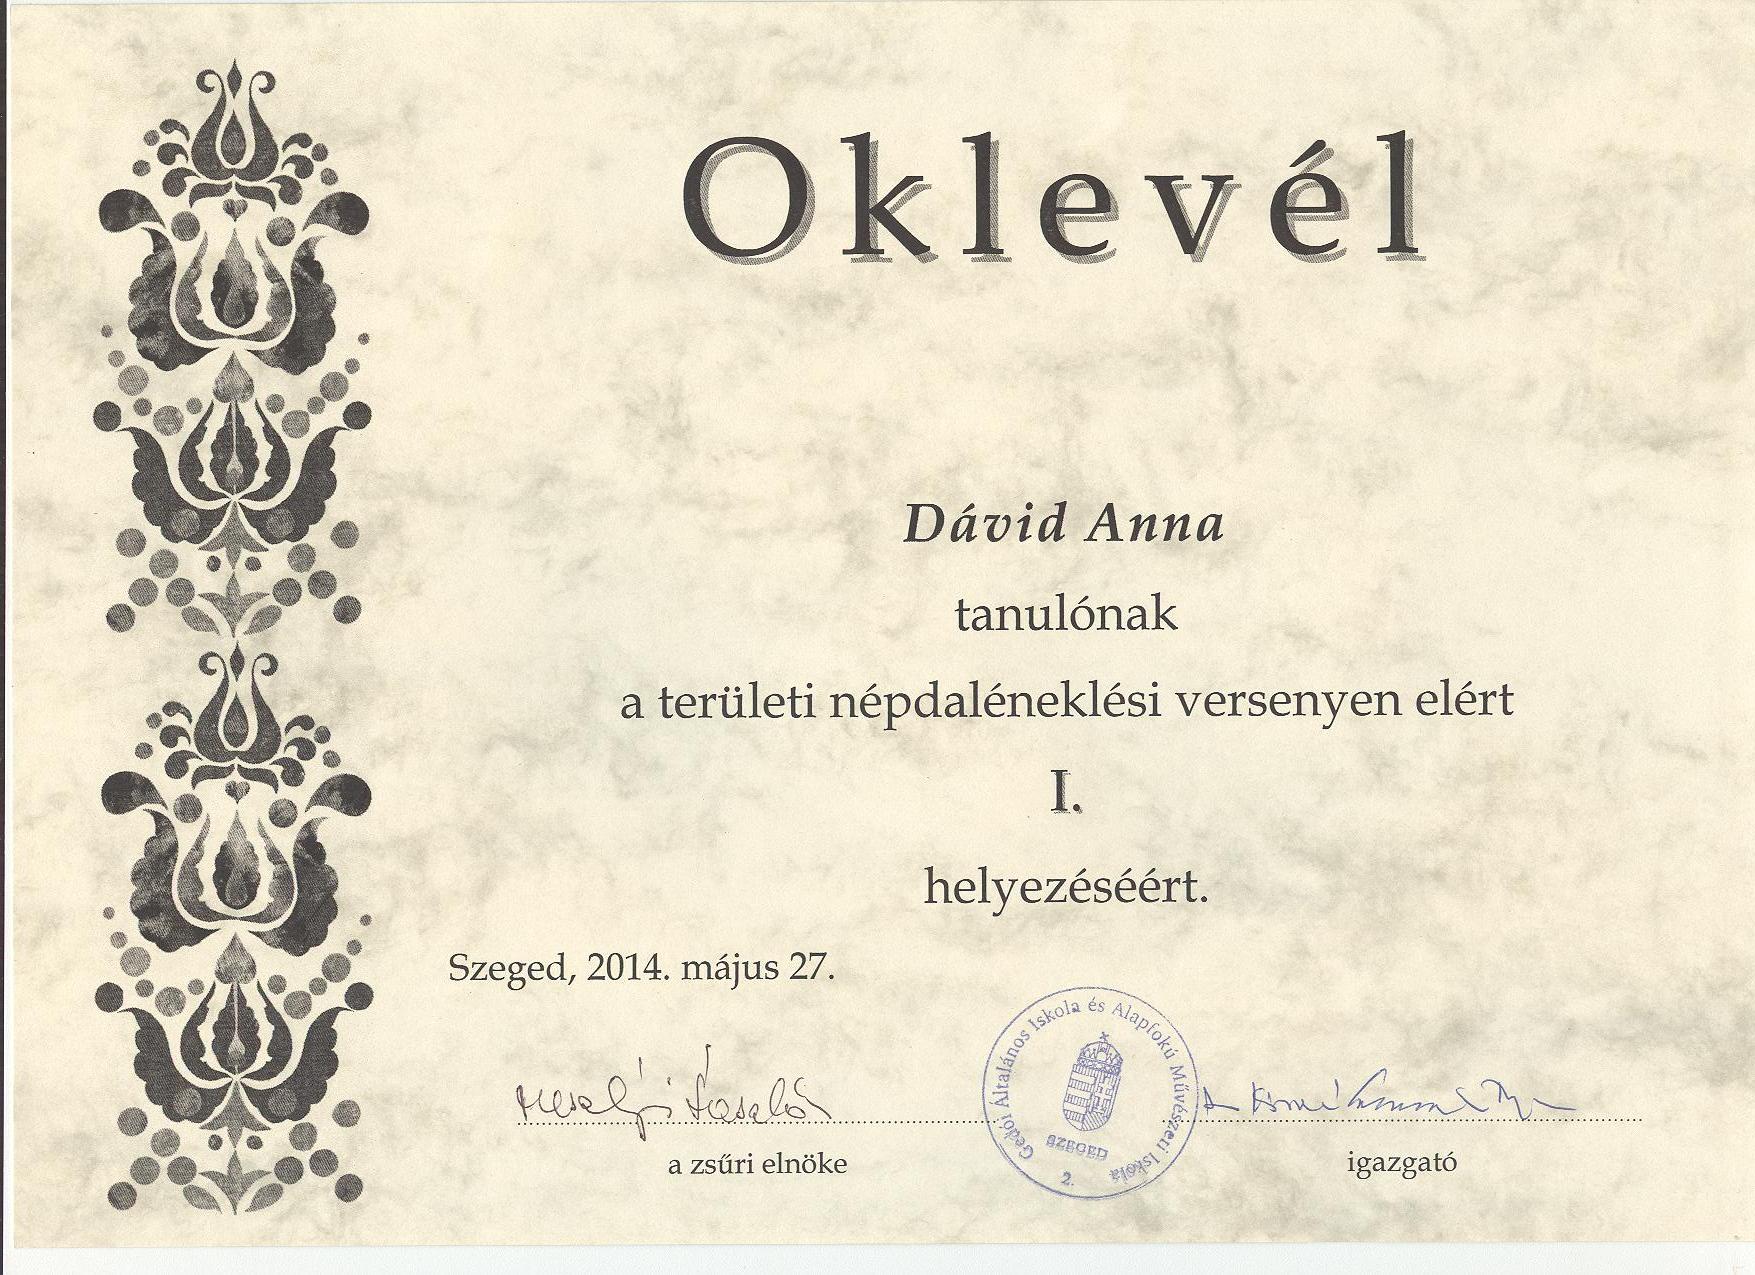 Oklevél
Dávid Anna
tanulónak
a területi népdaléneklési versenyen elért
I.
helyezéséért.
Szeged, 2014. május 27.
Gedói Általános Iskola és Alapfokú Művészeti Iskola
SZEGED
2.
a zsűri elnöke
igazgató